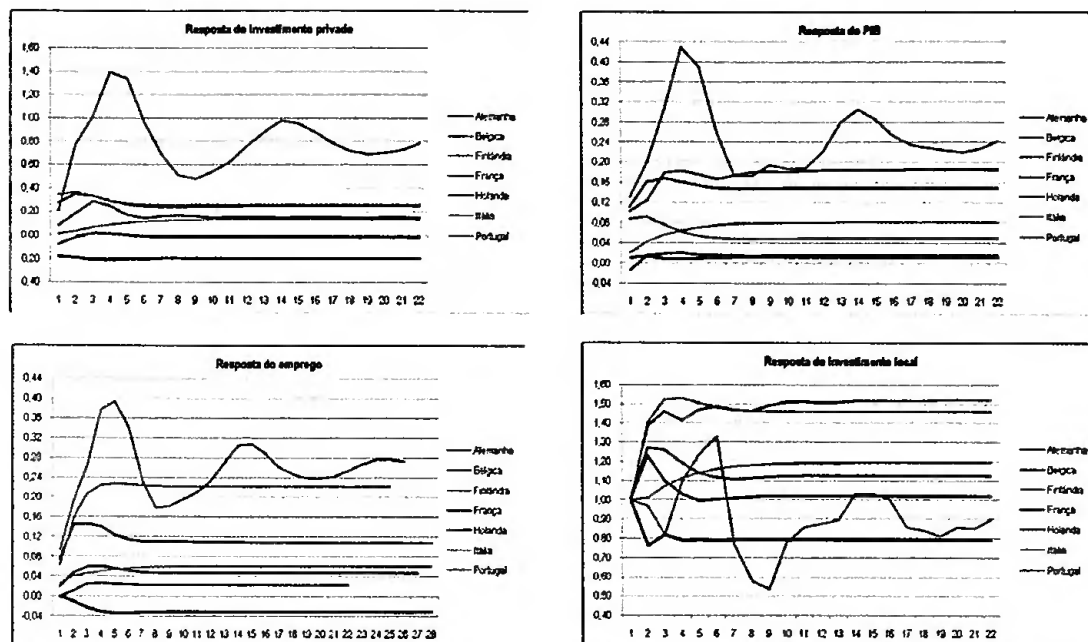 Resposta do investimento privado
1,60
1,40
1,20
1,00
0,80
0,60
0,40
0,20
0,00
0,20
0,40
1 2 3 4 5 6 7 8 9 10 11 12 13 14 15 16 17 18 19 20 21 22
Alemanha
Bélgica
Finlândia
França
Holanda
Itália
Portugal
Resposta do PIB
0,44
0,40
0,36
0,32
0,28
0,24
0,20
0,16
0,12
0,08
0,04
0,00
0,04
1 2 3 4 5 6 7 8 9 10 11 12 13 14 15 16 17 18 19 20 21 22
Alemanha
Bélgica
Finlândia
França
Holanda
Itália
Portugal
Resposta do emprego
0,44
0,40
0,36
0,32
0,28
0,24
0,20
0,16
0,12
0,08
0,04
0,00
-0,04
1 2 3 4 5 6 7 8 9 10 11 12 13 14 15 16 17 18 19 20 21 22 23 24 25 26 27 28
Alemanha
Bélgica
Finlândia
França
Holanda
Itália
Portugal
Resposta do investimento local
1,60
1,50
1,40
1,30
1,20
1,10
1,00
0,90
0,80
0,70
0,60
0,50
0,40
1 2 3 4 5 6 7 8 9 10 11 12 13 14 15 16 17 18 19 20 21 22
Alemanha
Bélgica
Finlândia
França
Holanda
Itália
Portugal